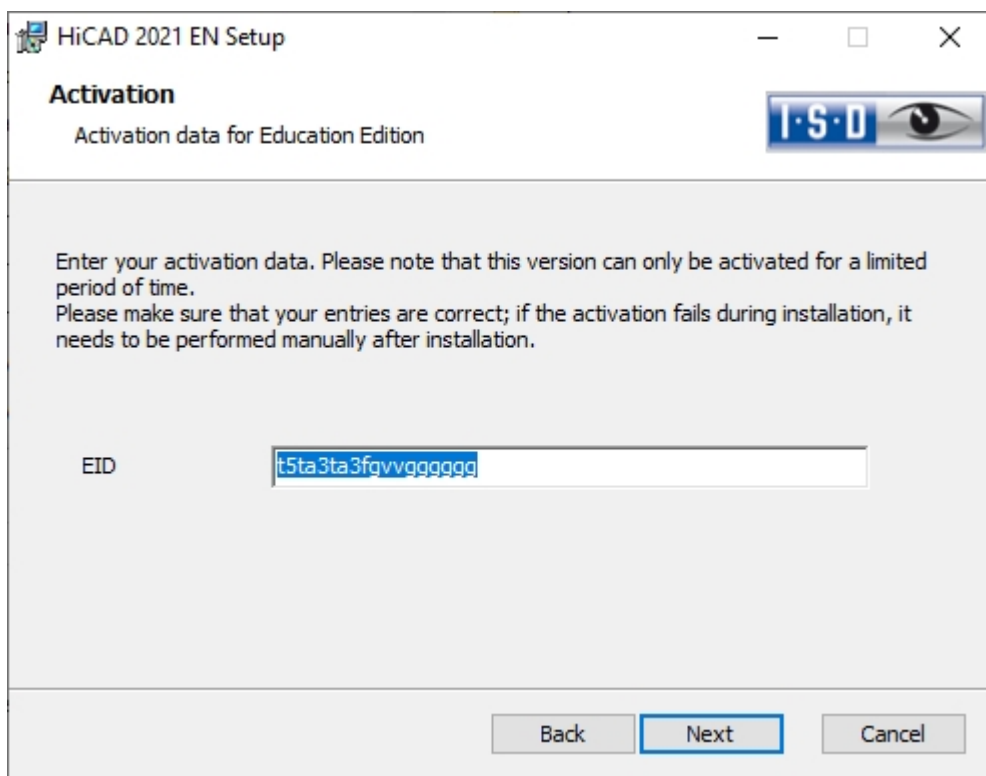 HiCAD 2021 EN Setup
Activation
Activation data for Education Edition
I·S·D
Enter your activation data. Please note that this version can only be activated for a limited
period of time.
Please make sure that your entries are correct; if the activation fails during installation, it
needs to be performed manually after installation.
EID t5ta3ta3fgvvgggggg
Back Next Cancel